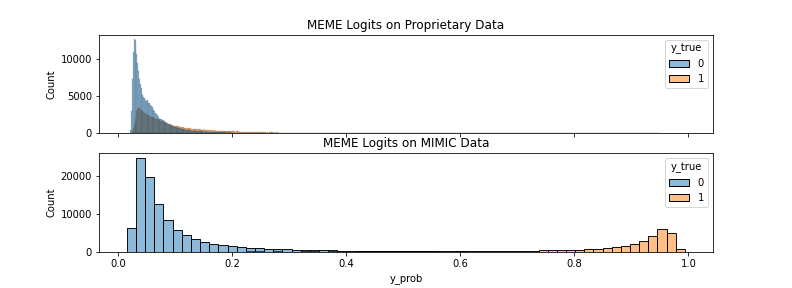 MEME Logits on Proprietary Data
y_true
0
1
Count
10000
5000
0
MEME Logits on MIMIC Data
y_true
0
1
Count
20000
10000
0
0.0 0.2 0.4 0.6 0.8 1.0
y_prob